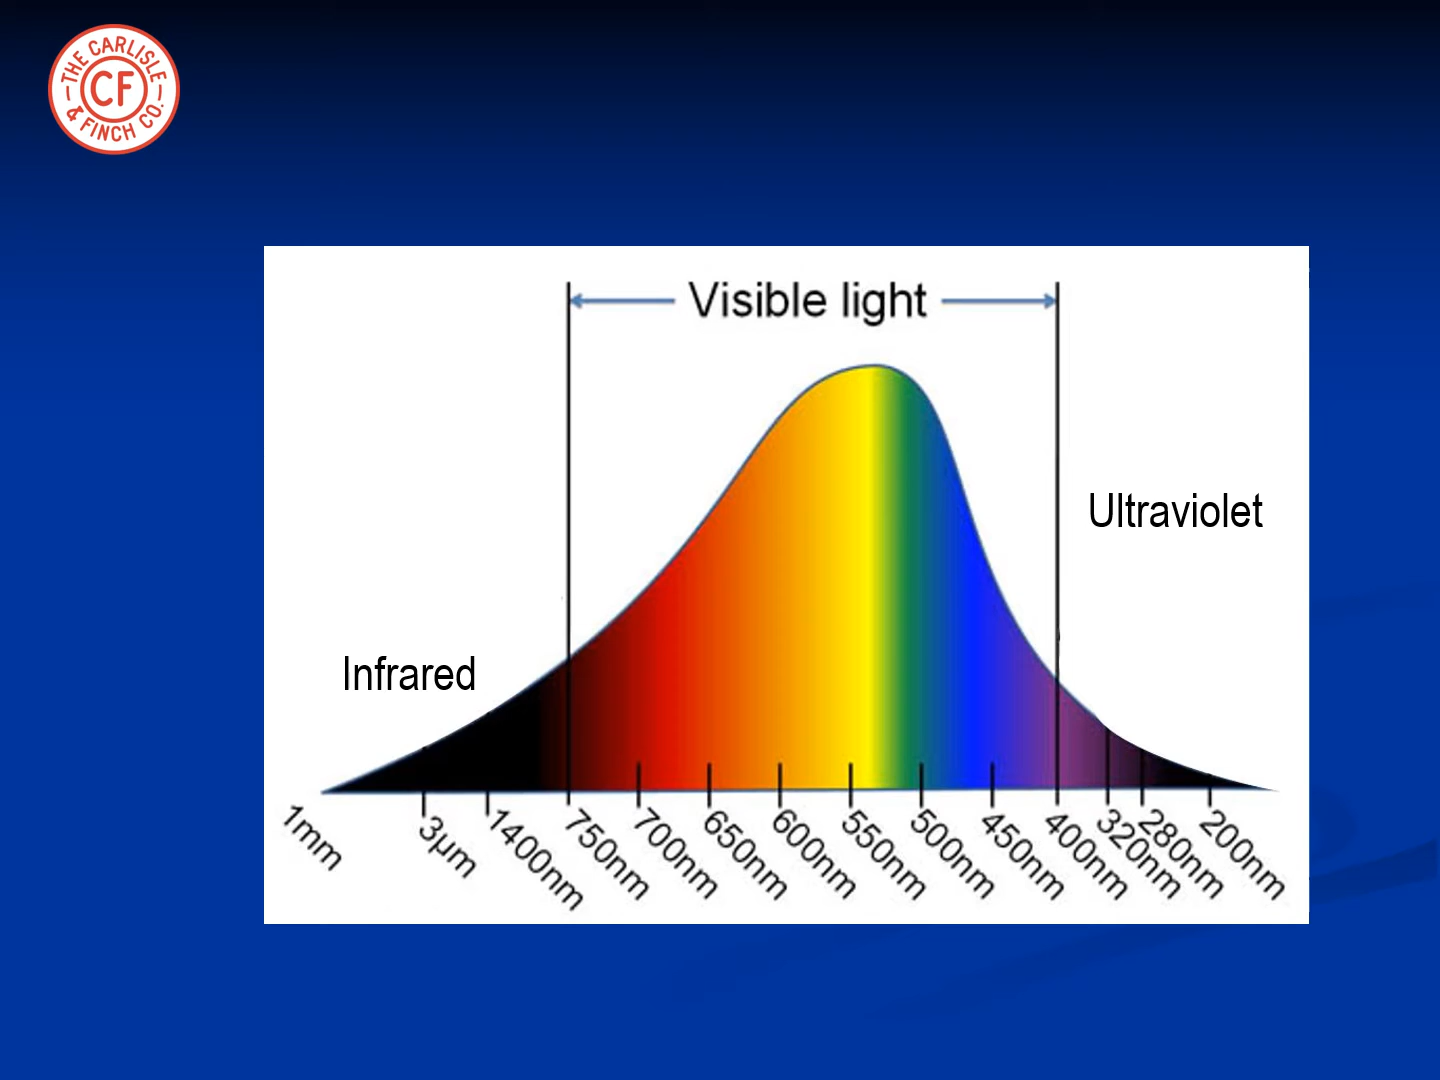 THE CARLISLE
CF
& FINCH CO.
Visible light
Ultraviolet
Infrared
1mm
3µm
1400nm
750nm
700nm
650nm
600nm
550nm
500nm
450nm
400nm
320nm
280nm
200nm